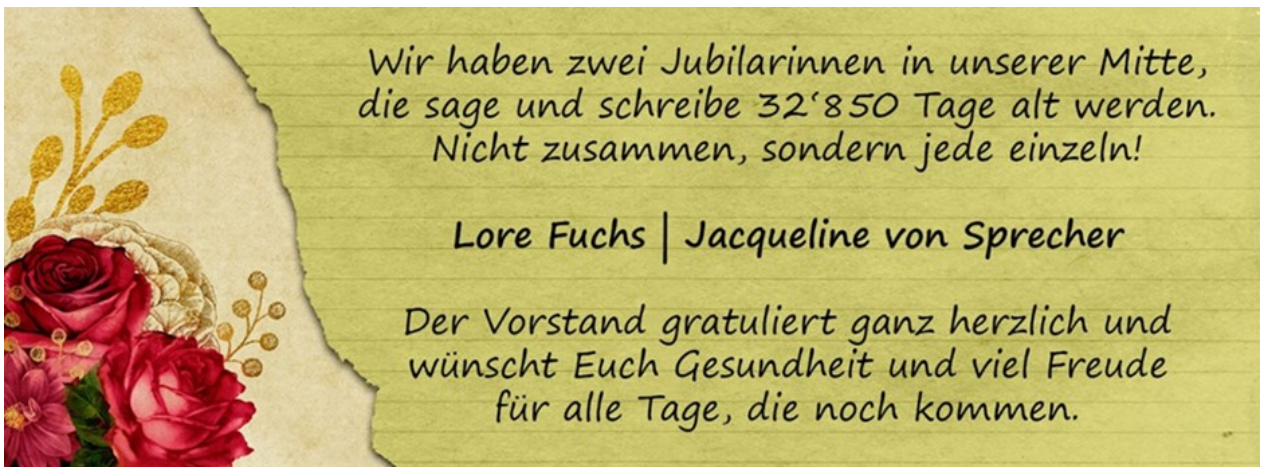 Wir haben zwei Jubilarinnen in unserer Mitte,
die sage und schreibe 32‘850 Tage alt werden.
Nicht zusammen, sondern jede einzeln!
Lore Fuchs | Jacqueline von Sprecher
Der Vorstand gratuliert ganz herzlich und
wünscht Euch Gesundheit und viel Freude
für alle Tage, die noch kommen.